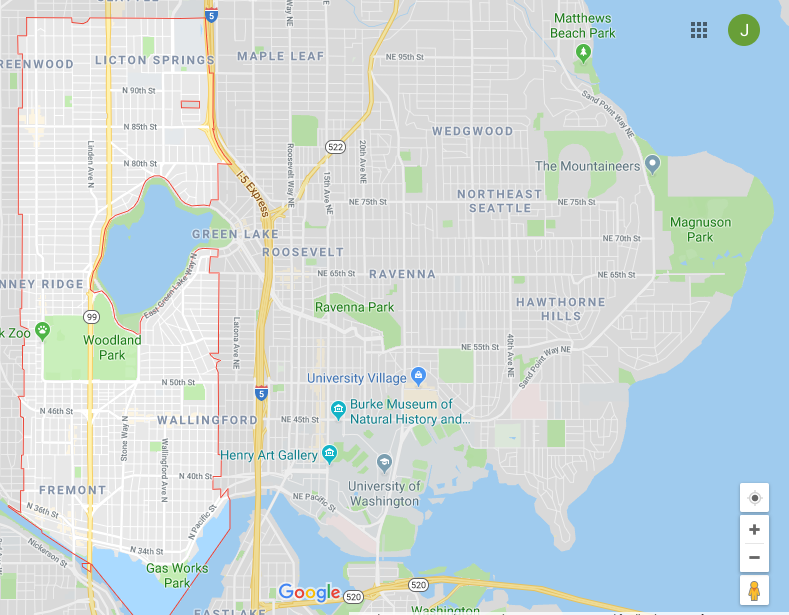 SEATTLE
5
Matthews
Beach Park
J
MAPLE LEAF
REENWOOD
LICTON SPRINGS
NE 95th St
N 90th St
Sand Point Way NE
N 85th St
WEDGWOOD
Linden Ave N
522
20th Ave NE
Roosevelt Way NE
15th Ave NE
N 80th St
The Mountaineers
I-5 Express
NORTHEAST
SEATTLE
NE 75th St
NE 75th St
Magnuson
Park
GREEN LAKE
NE 70th St
ROOSEVELT
East Green Lake Way N
NE 65th St
RAVENNA
NE 65th St
NNEY RIDGE
HAWTHORNE
HILLS
Ravenna Park
99
k Zoo
Woodland
Park
Latona Ave NE
40th Ave NE
NE 55th St
Sand Point Way NE
University Village
N 50th St
5
Burke Museum of
Natural History and...
N 46th St
WALLINGFORD
NE 45th St
Stone Way N
Wallingford Ave N
Henry Art Gallery
N 40th St
University of
Washington
FREMONT
NE Pacific St
N 36th St
N Pacific St
Nickerson St
N 34th St
Gas Works
Park
Google
520
520
EASTLAKE
Washington